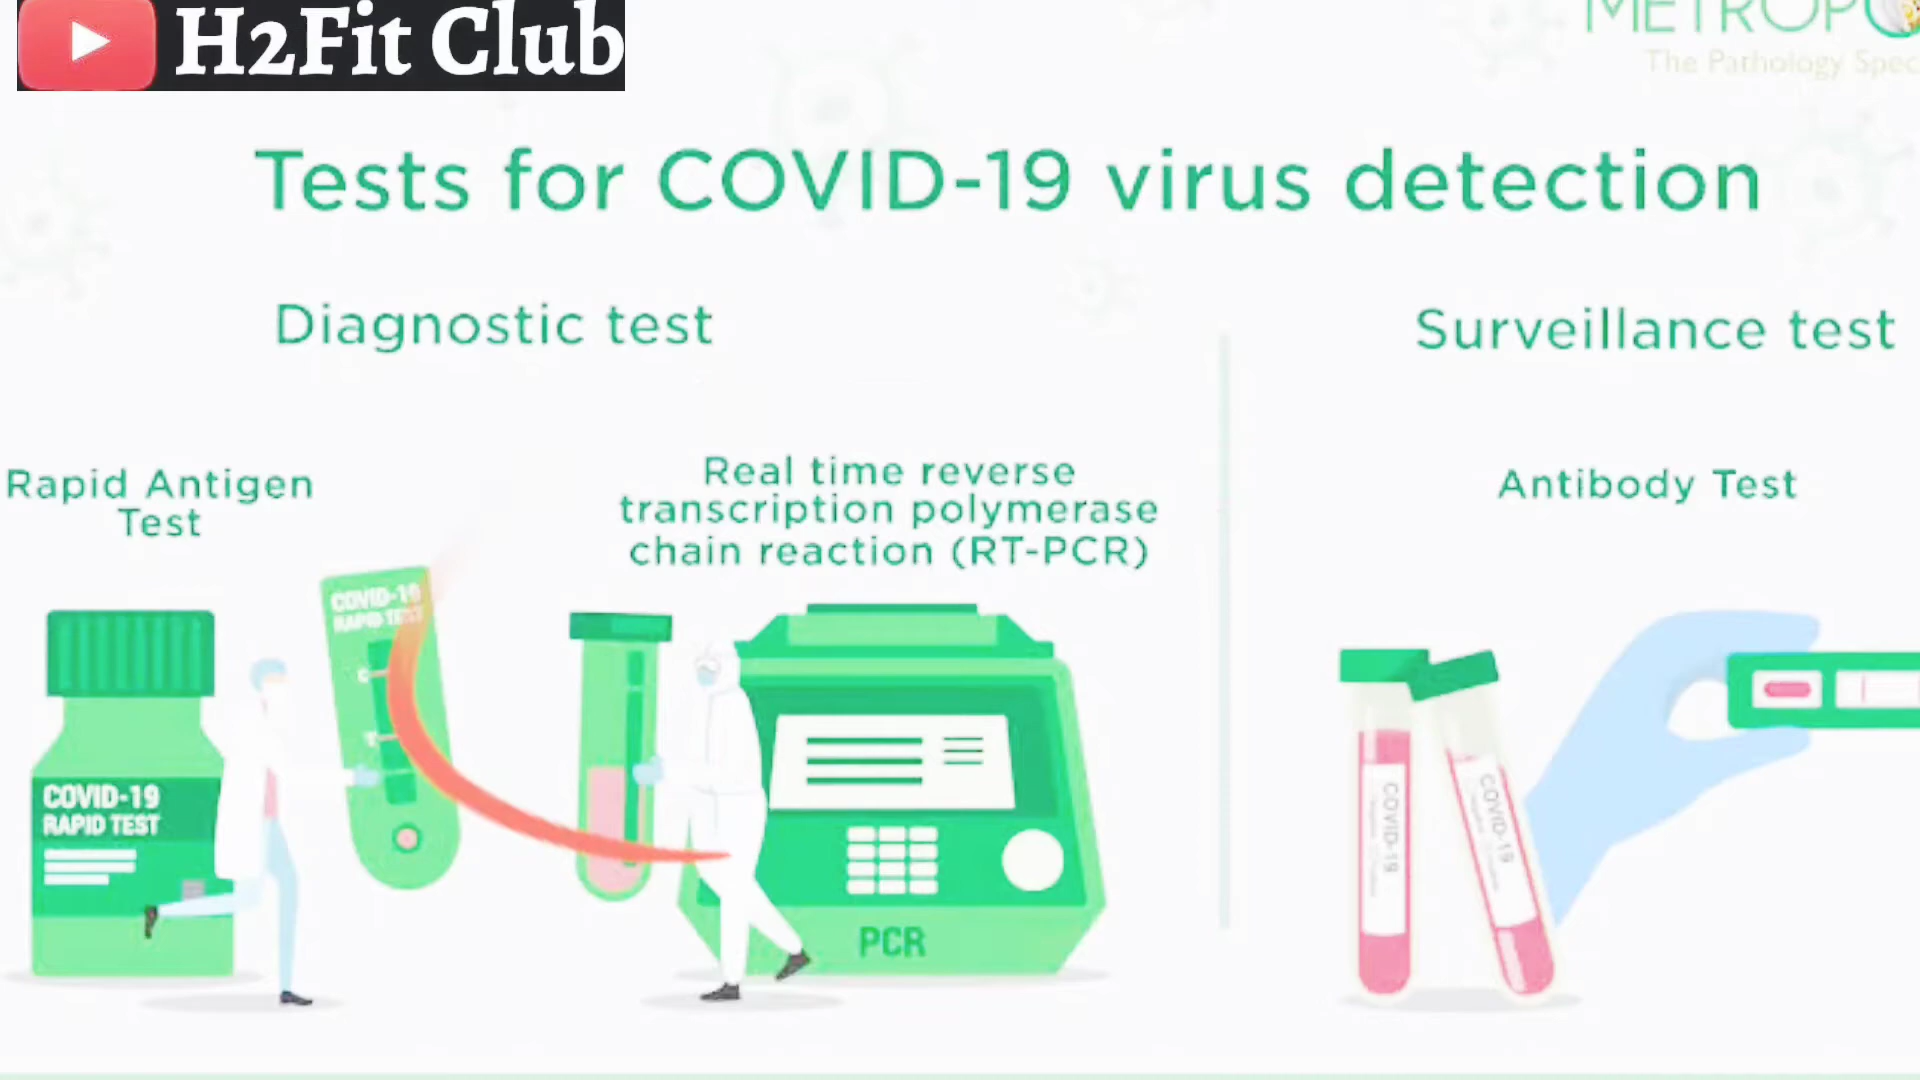 H2Fit Club
The Pathology
Tests for COVID-19 virus detection
Diagnostic test
Surveillance test
Rapid Antigen
Test
Real time reverse
transcription polymerase
chain reaction (RT-PCR)
Antibody Test
COVID-19
RAPID TEST
C
T
COVID-19
RAPID TEST
PCR
COVID-19
COVID-19